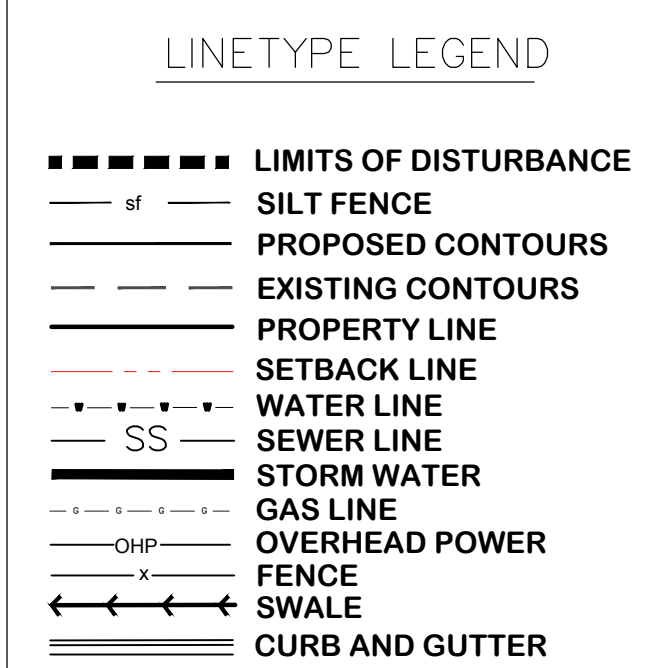 LINETYPE LEGEND
LIMITS OF DISTURBANCE
sf SILT FENCE
PROPOSED CONTOURS
EXISTING CONTOURS
PROPERTY LINE
SETBACK LINE
W W W W WATER LINE
SS SEWER LINE
STORM WATER
G G G G GAS LINE
OHP OVERHEAD POWER
x FENCE
SWALE
CURB AND GUTTER